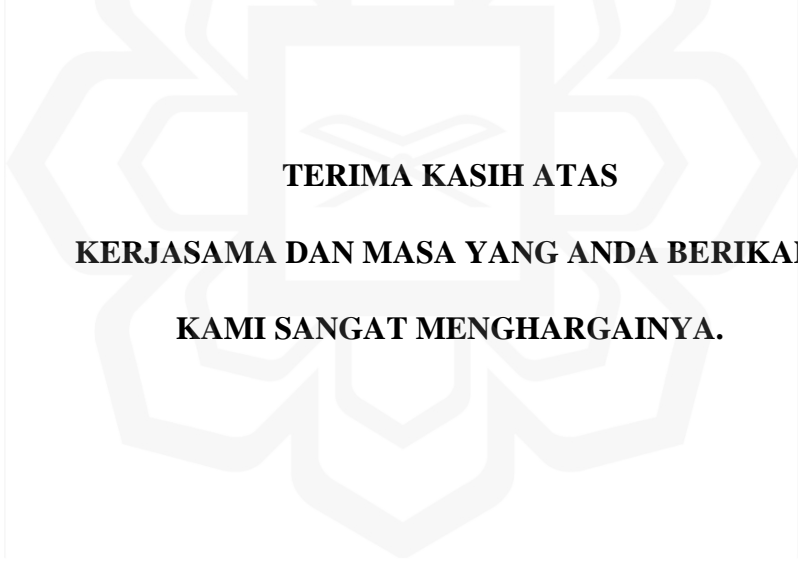 TERIMA KASIH ATAS
KERJASAMA DAN MASA YANG ANDA BERIKA
KAMI SANGAT MENGHARGAINYA.